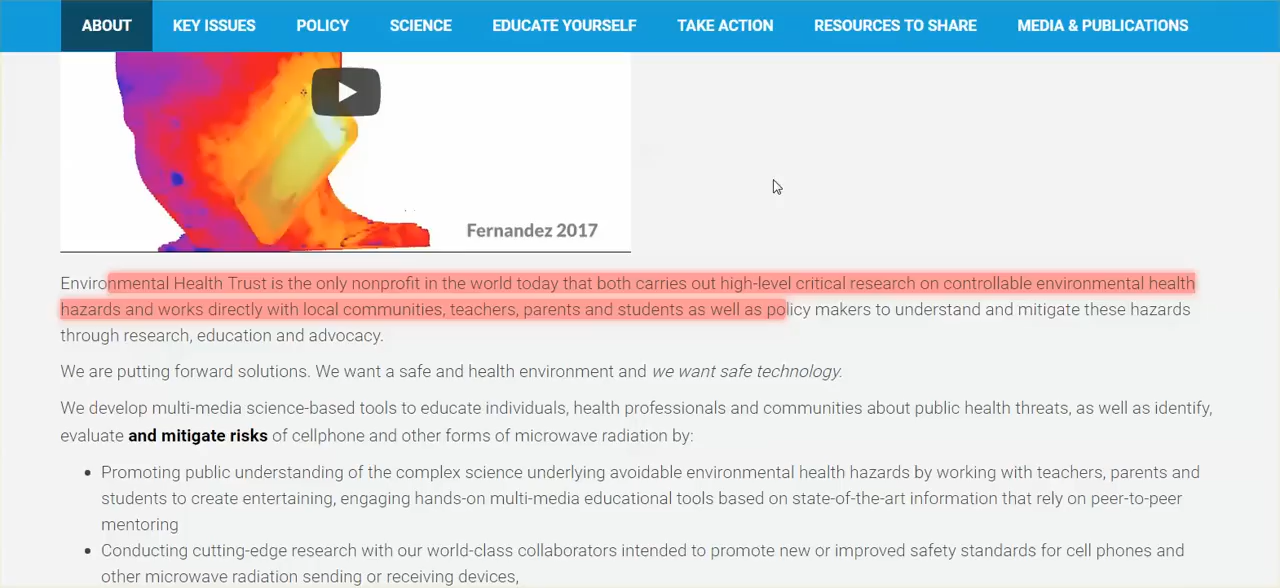 ABOUT KEY ISSUES POLICY SCIENCE EDUCATE YOURSELF TAKE ACTION RESOURCES TO SHARE MEDIA & PUBLICATIONS
Fernandez 2017
Environmental Health Trust is the only nonprofit in the world today that both carries out high-level critical research on controllable environmental health
hazards and works directly with local communities, teachers, parents and students as well as policy makers to understand and mitigate these hazards
through research, education and advocacy.
We are putting forward solutions. We want a safe and health environment and we want safe technology.
We develop multi-media science-based tools to educate individuals, health professionals and communities about public health threats, as well as identify,
evaluate and mitigate risks of cellphone and other forms of microwave radiation by:
• Promoting public understanding of the complex science underlying avoidable environmental health hazards by working with teachers, parents and
students to create entertaining, engaging hands-on multi-media educational tools based on state-of-the-art information that rely on peer-to-peer
mentoring
• Conducting cutting-edge research with our world-class collaborators intended to promote new or improved safety standards for cell phones and
other microwave radiation sending or receiving devices,